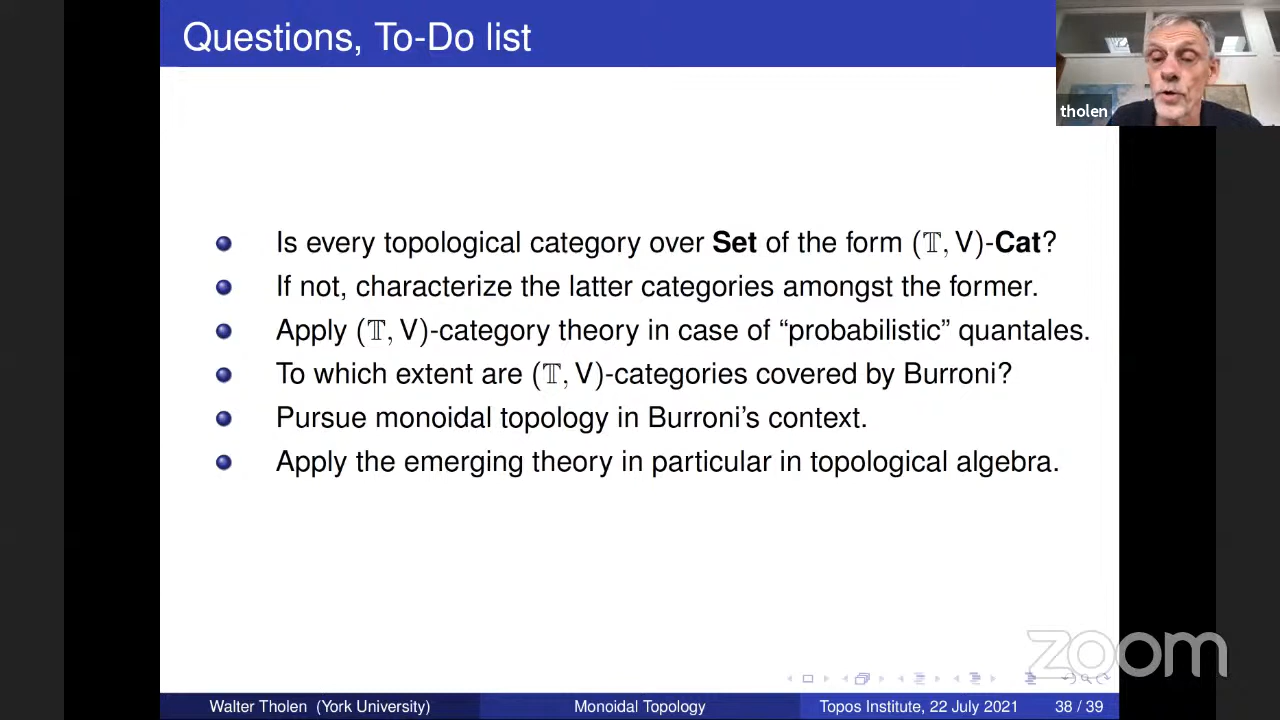 Questions, To-Do list
tholen
Is every topological category over Set of the form (𝕋, V)-Cat?
If not, characterize the latter categories amongst the former.
Apply (𝕋, V)-category theory in case of “probabilistic” quantales.
To which extent are (𝕋, V)-categories covered by Burroni?
Pursue monoidal topology in Burroni’s context.
Apply the emerging theory in particular in topological algebra.
zoom
Walter Tholen (York University) Monoidal Topology Topos Institute, 22 July 2021 38 / 39